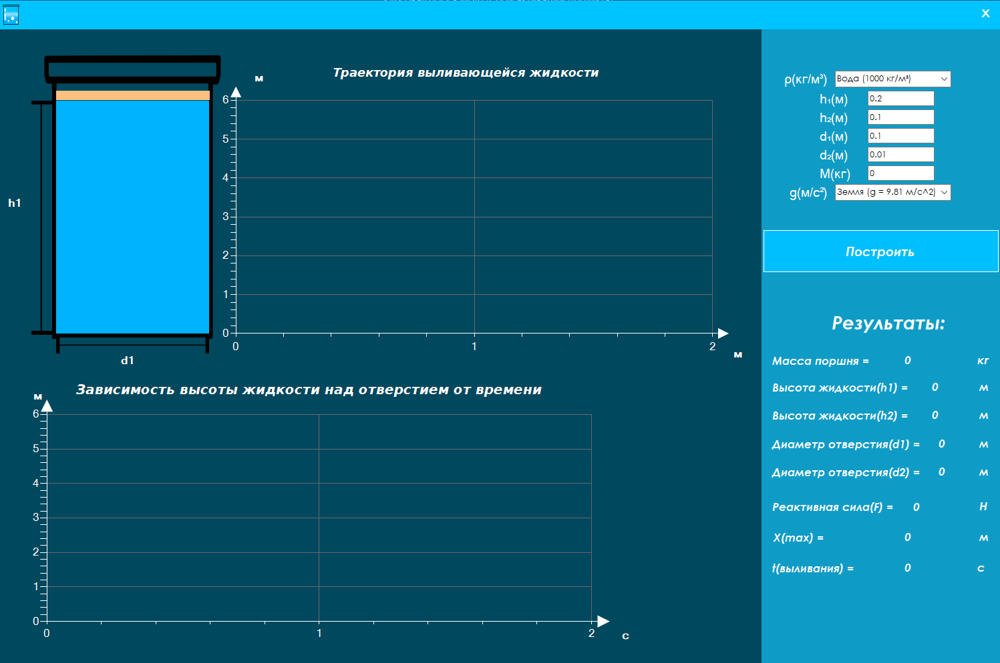 x
Траектория выливающейся жидкости
м
6
5
4
3
2
1
0
0
1
2
м
h1
d1
Зависимость высоты жидкости над отверстием от времени
м
6
5
4
3
2
1
0
0
1
2
с
ρ(кг/м³) Вода (1000 кг/м³)
h₁(м) 0.2
h₂(м) 0.1
d₁(м) 0.1
d₂(м) 0.01
М(кг) 0
g(м/с²) Земля (g = 9.81 м/с^2)
Построить
Результаты:
Масса поршня = 0 кг
Высота жидкости(h1) = 0 м
Высота жидкости(h2) = 0 м
Диаметр отверстия(d1) = 0 м
Диаметр отверстия(d2) = 0 м
Реактивная сила(F) = 0 Н
X(max) = 0 м
t(выливания) = 0 с